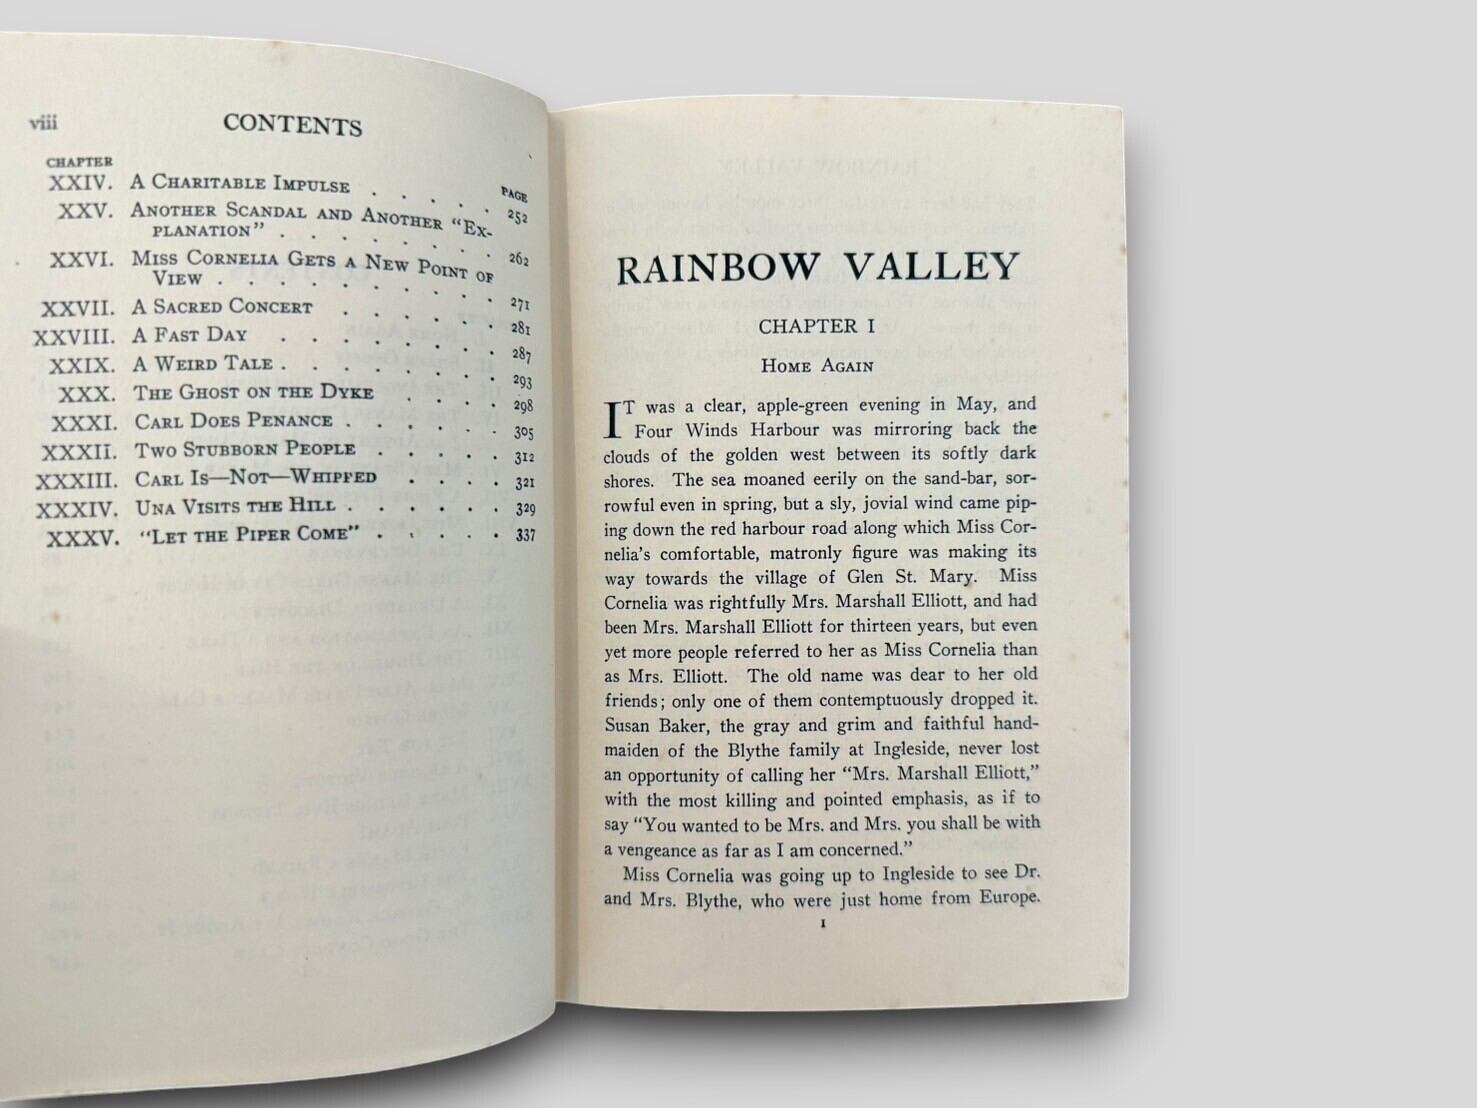 viii CONTENTS
CHAPTER PAGE
XXIV. A Charitable Impulse . . . . . 252
XXV. Another Scandal and Another “Ex-
planation” . . . . . . . 262
XXVI. Miss Cornelia Gets a New Point of
View . . . . . . . . . 271
XXVII. A Sacred Concert . . . . . . 281
XXVIII. A Fast Day . . . . . . . 287
XXIX. A Weird Tale . . . . . . . 293
XXX. The Ghost on the Dyke . . . . 298
XXXI. Carl Does Penance . . . . . . 305
XXXII. Two Stubborn People . . . . . 312
XXXIII. Carl Is—Not—Whipped . . . . 321
XXXIV. Una Visits the Hill . . . . . . 329
XXXV. “Let the Piper Come” . . . . . 337
RAINBOW VALLEY
CHAPTER I
Home Again
IT was a clear, apple-green evening in May, and
Four Winds Harbour was mirroring back the
clouds of the golden west between its softly dark
shores. The sea moaned eerily on the sand-bar, sor-
rowful even in spring, but a sly, jovial wind came pip-
ing down the red harbour road along which Miss Cor-
nelia’s comfortable, matronly figure was making its
way towards the village of Glen St. Mary. Miss
Cornelia was rightfully Mrs. Marshall Elliott, and had
been Mrs. Marshall Elliott for thirteen years, but even
yet more people referred to her as Miss Cornelia than
as Mrs. Elliott. The old name was dear to her old
friends; only one of them contemptuously dropped it.
Susan Baker, the gray and grim and faithful hand-
maiden of the Blythe family at Ingleside, never lost
an opportunity of calling her “Mrs. Marshall Elliott,”
with the most killing and pointed emphasis, as if to
say “You wanted to be Mrs. and Mrs. you shall be with
a vengeance as far as I am concerned.”
Miss Cornelia was going up to Ingleside to see Dr.
and Mrs. Blythe, who were just home from Europe.
1